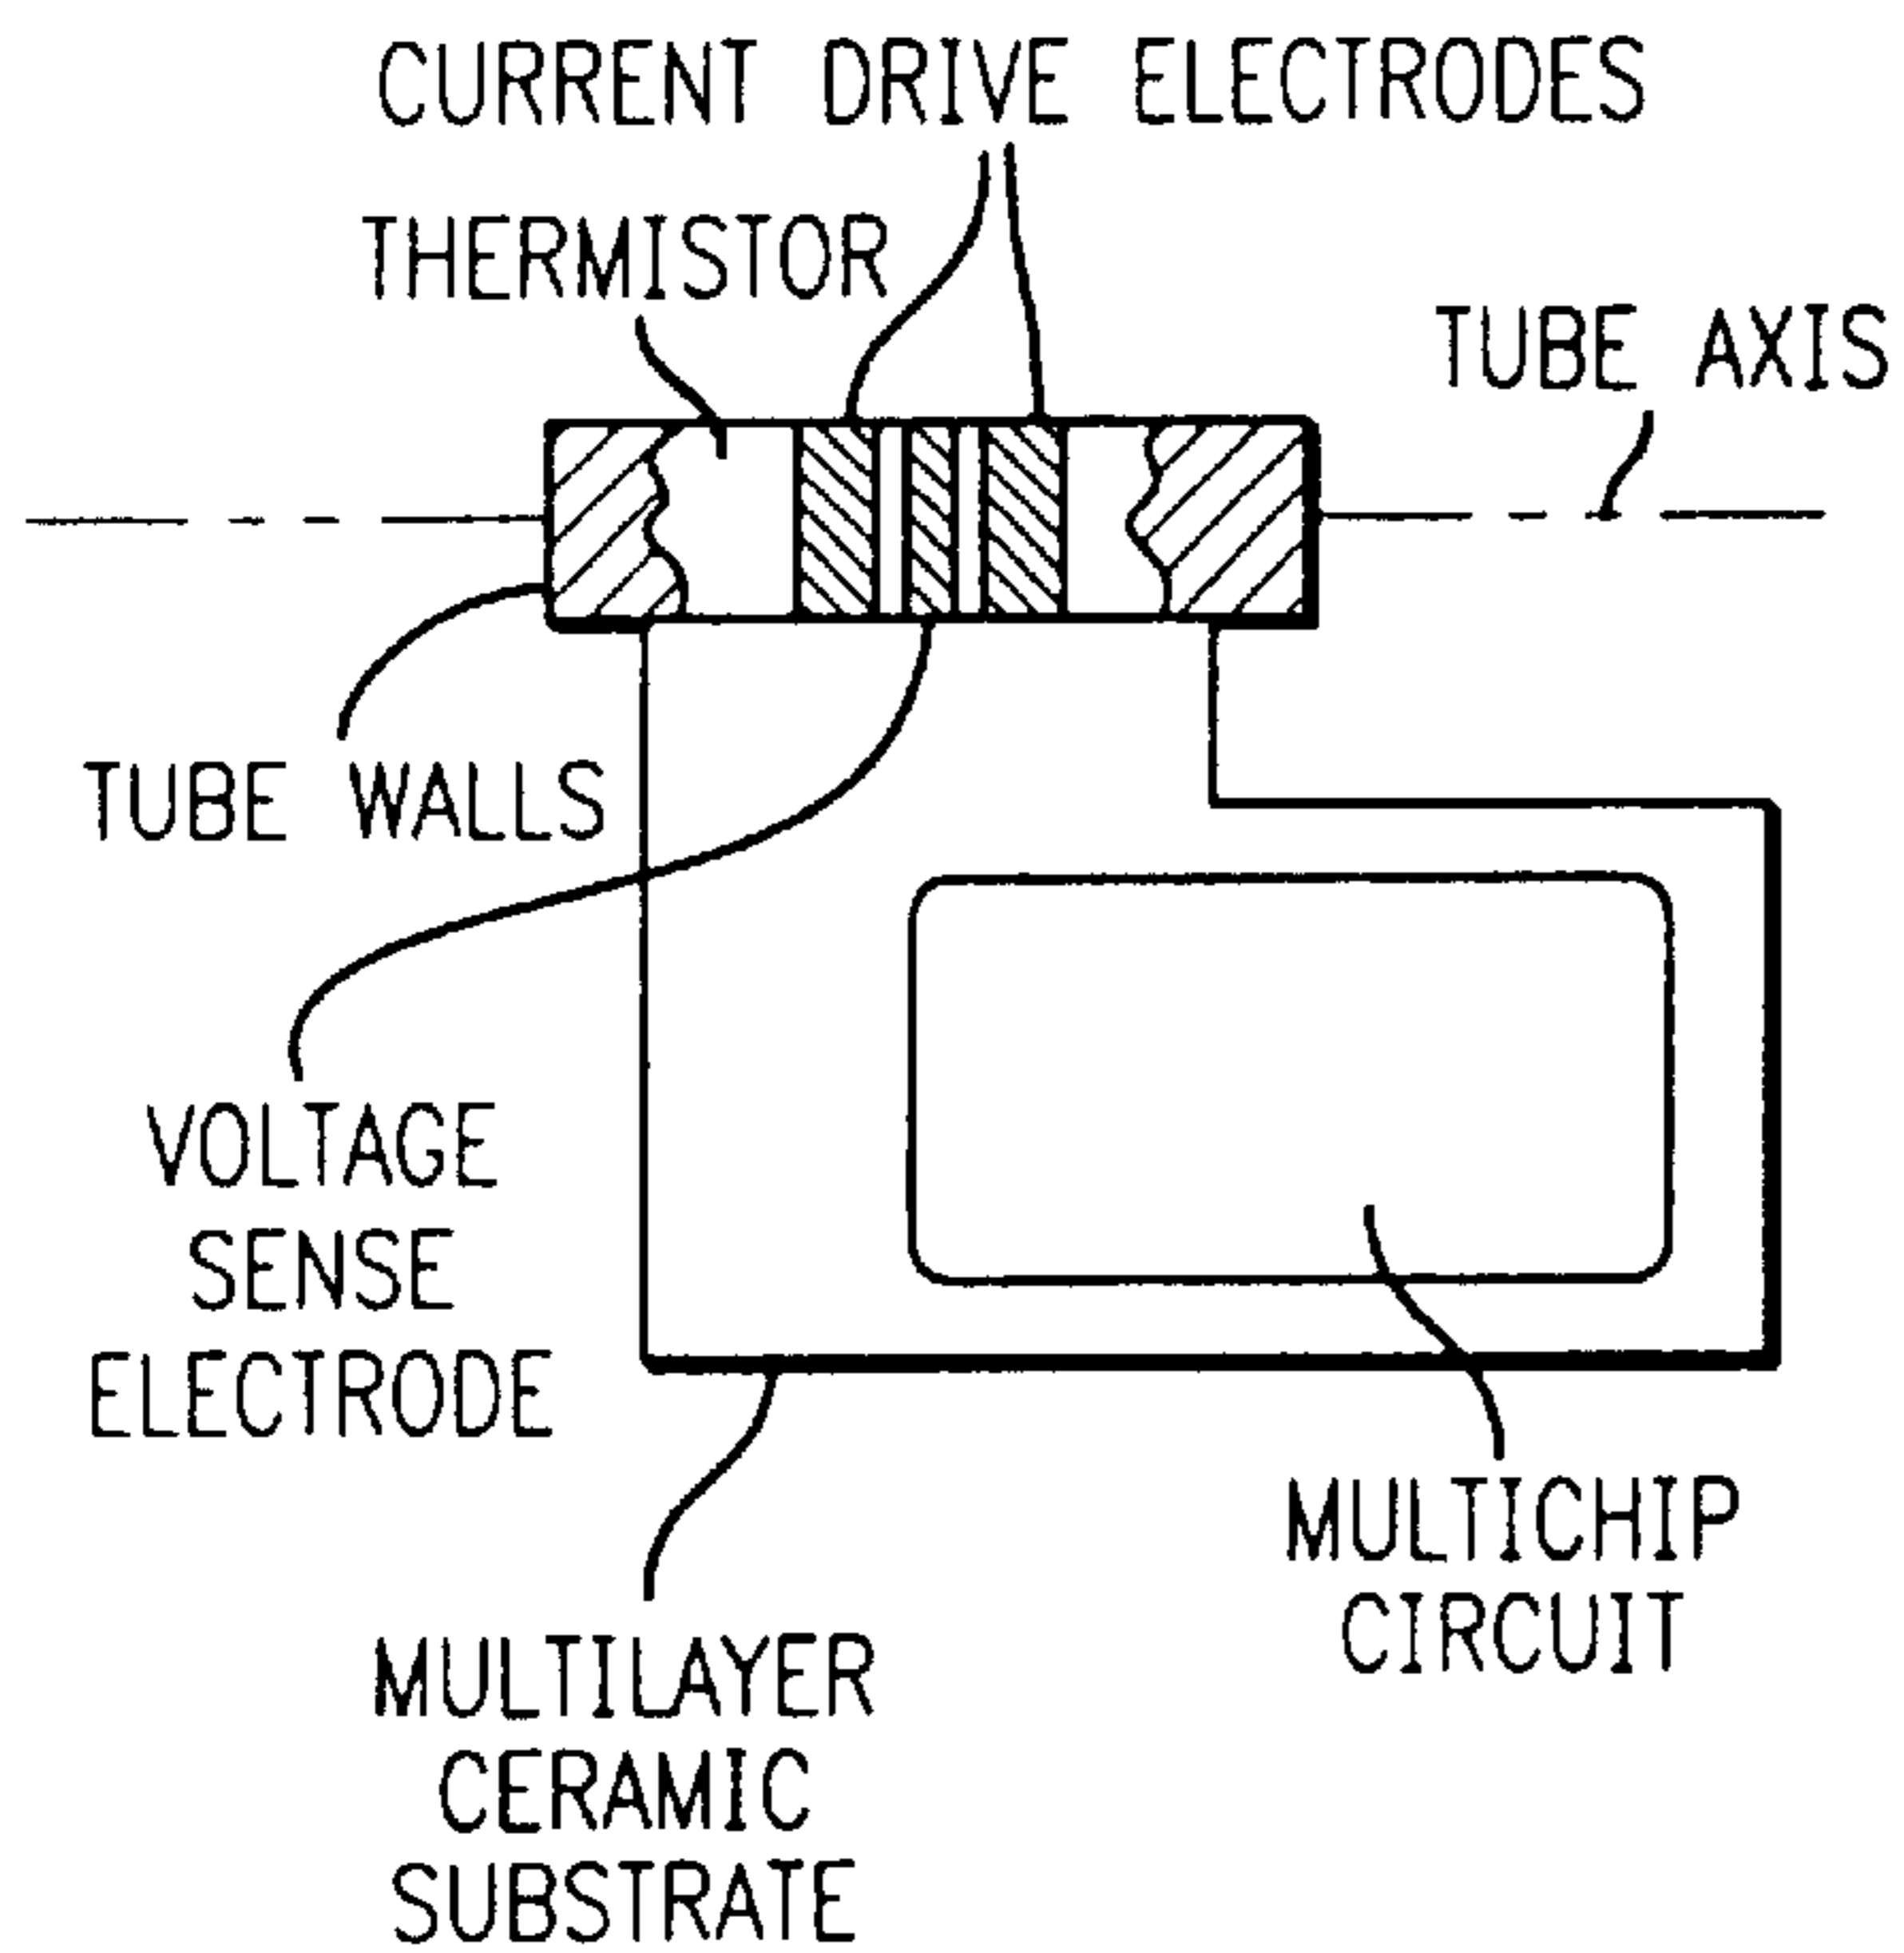 CURRENT DRIVE ELECTRODES
THERMISTOR
TUBE AXIS
TUBE WALLS
VOLTAGE
SENSE
ELECTRODE
MULTICHIP
CIRCUIT
MULTILAYER
CERAMIC
SUBSTRATE